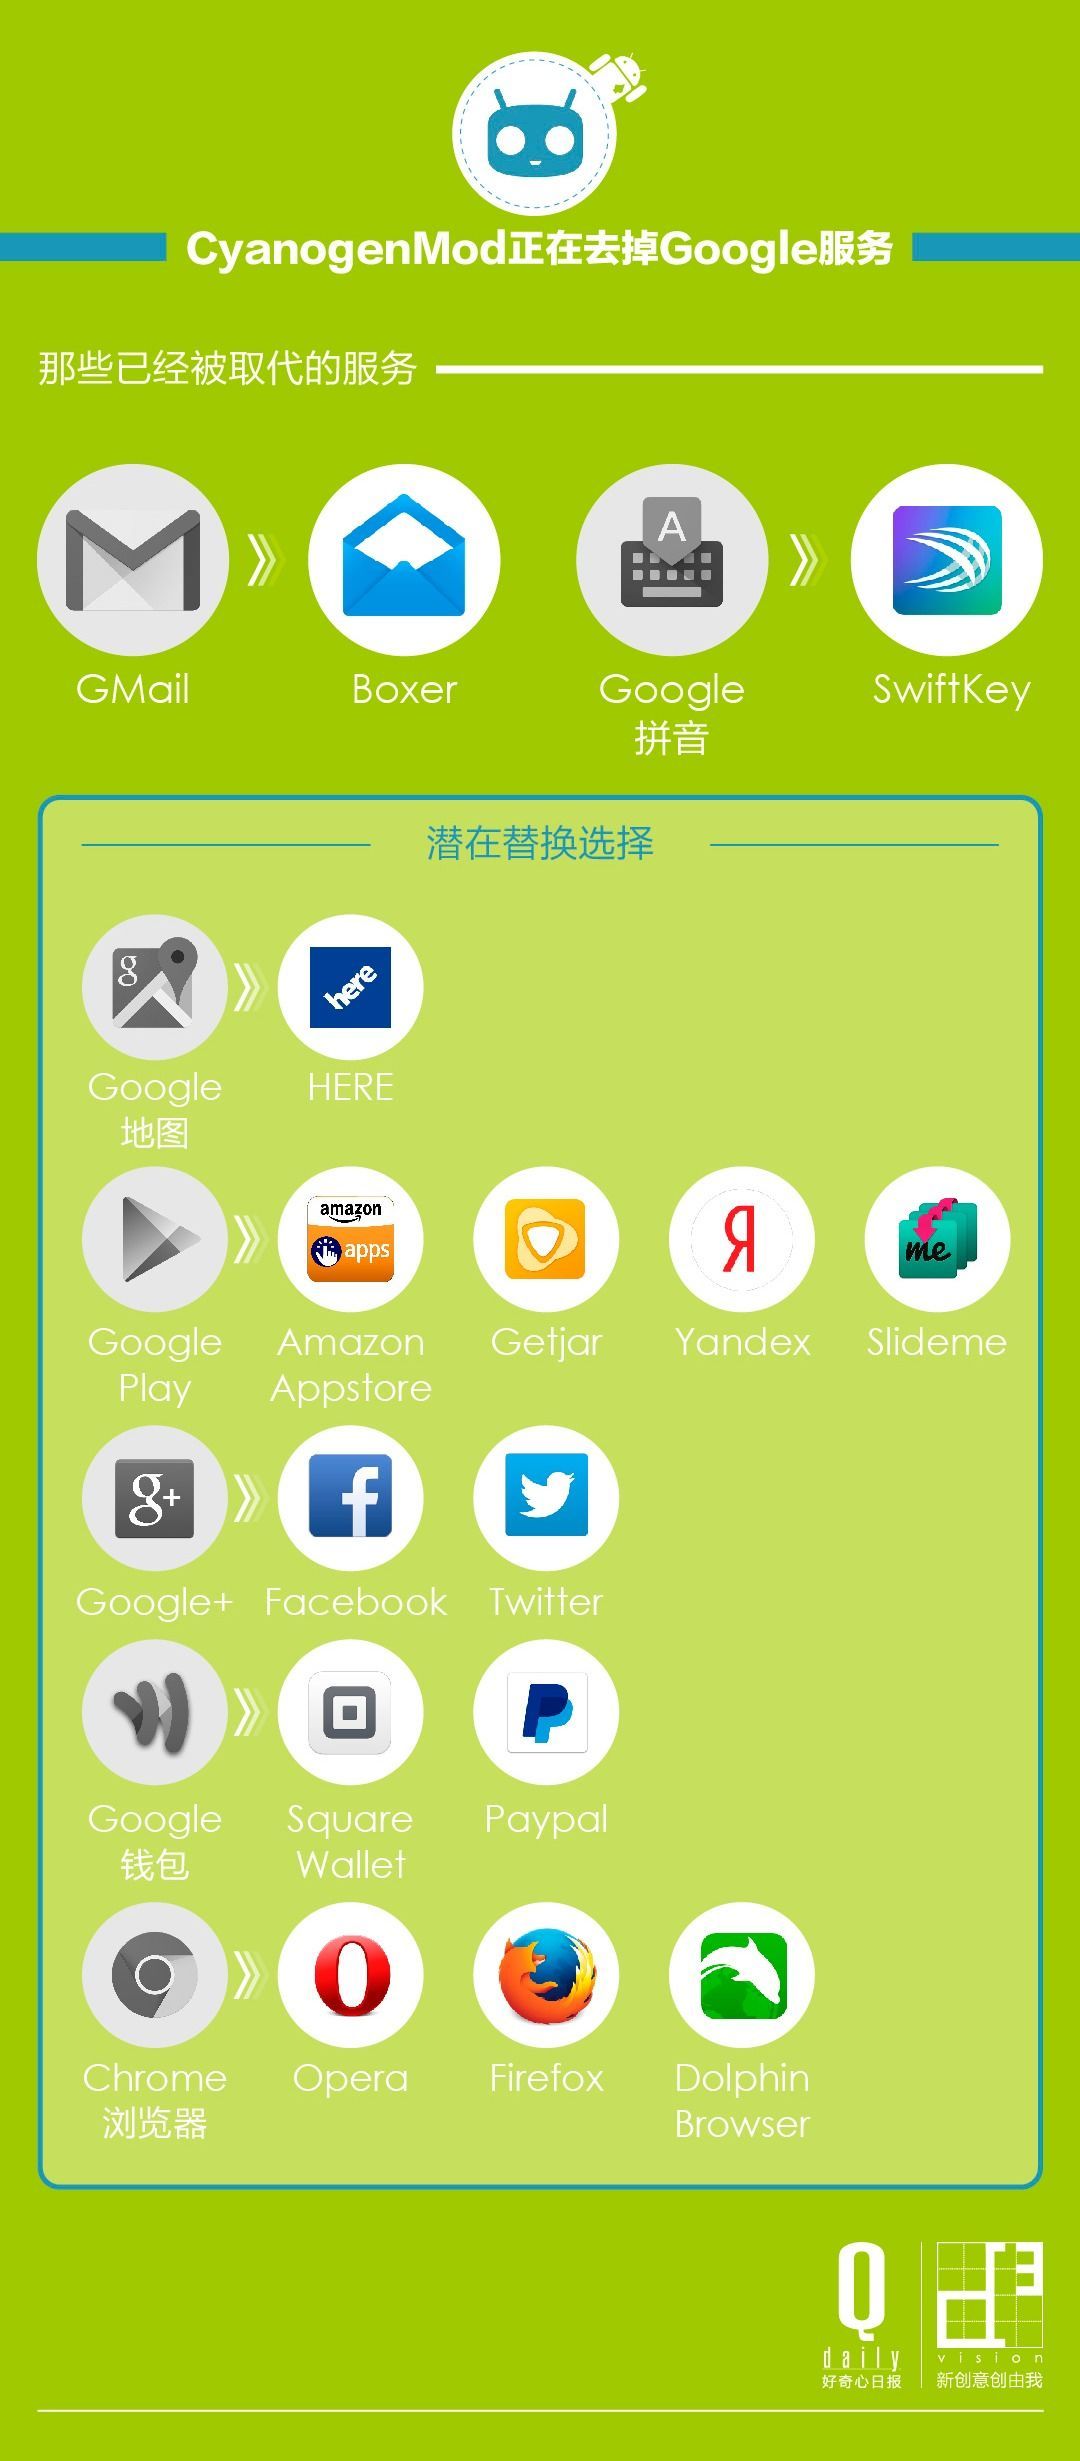 CyanogenMod正在去掉Google服务
那些已经被取代的服务
A
GMail
Boxer
Google
拼音
SwiftKey
潜在替换选择
g
here
Google
地图
HERE
amazon
apps
Я
me
Google
Play
Amazon
Appstore
Getjar
Yandex
Slideme
g+
f
Google+
Facebook
Twitter
Google
钱包
Square
Wallet
Paypal
Chrome
浏览器
Opera
Firefox
Dolphin
Browser
Q
daily
好奇心日报
d3
vision
新创意创由我